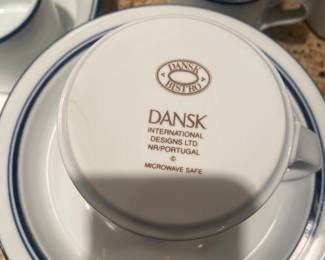 DANSK
BISTRO
DANSK
INTERNATIONAL
DESIGNS LTD.
NR/PORTUGAL
©
MICROWAVE SAFE